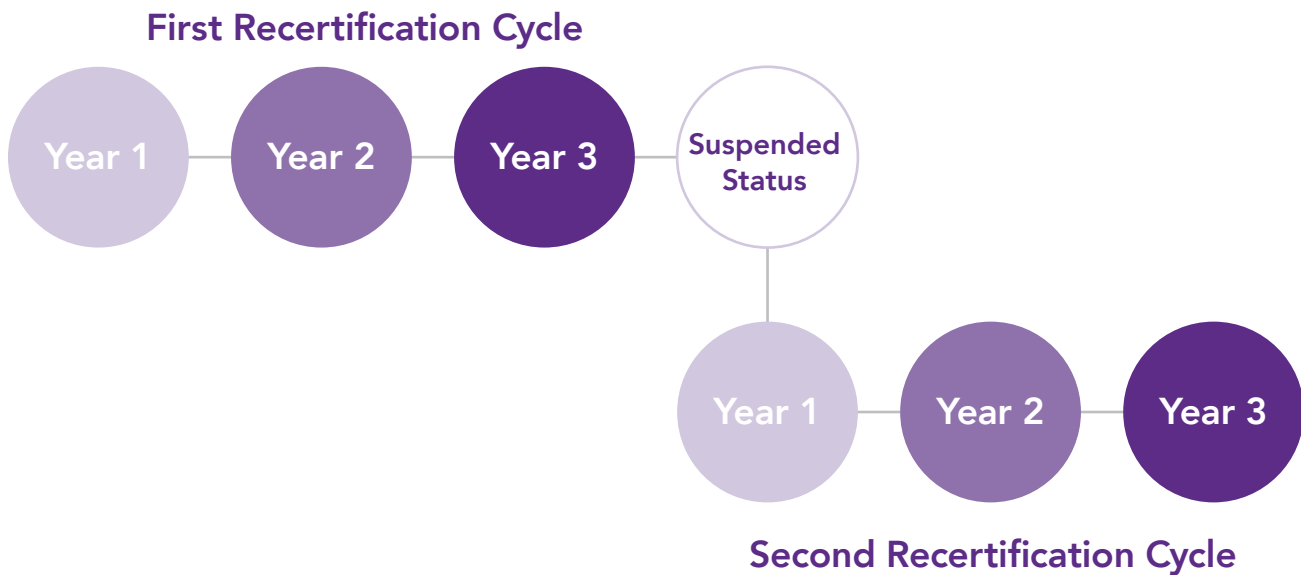 First Recertification Cycle
Year 1
Year 2
Year 3
Suspended
Status
Year 1
Year 2
Year 3
Second Recertification Cycle